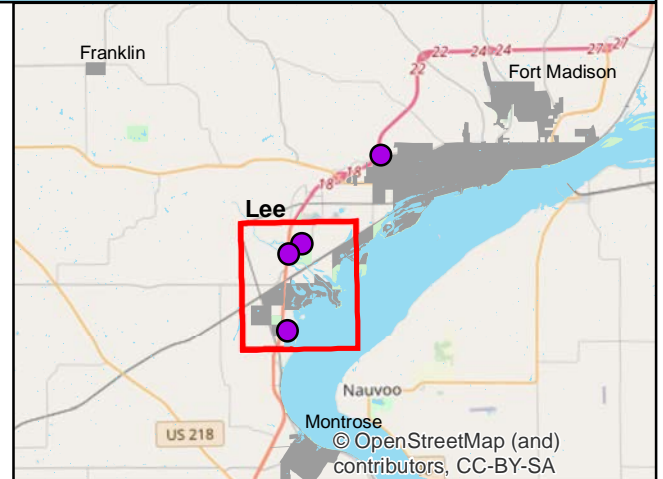 Franklin
22 24-24 27-27
22
Fort Madison
18-18
Lee
Nauvoo
US 218
Montrose
© OpenStreetMap (and)
contributors, CC-BY-SA